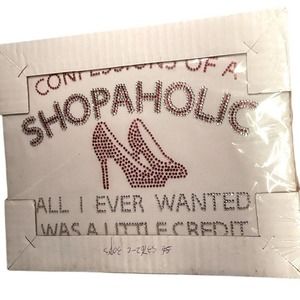 CONFESSIONS OF A
SHOPAHOLIC
ALL I EVER WANTED
WAS A LITTLE CREDIT